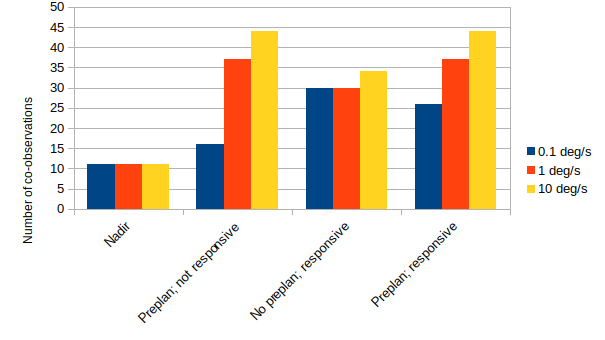 50
45
40
35
30
25
20
15
10
5
0
Number of co-observations
Nadir
Preplan; not responsive
No preplan; responsive
Preplan; responsive
0.1 deg/s
1 deg/s
10 deg/s